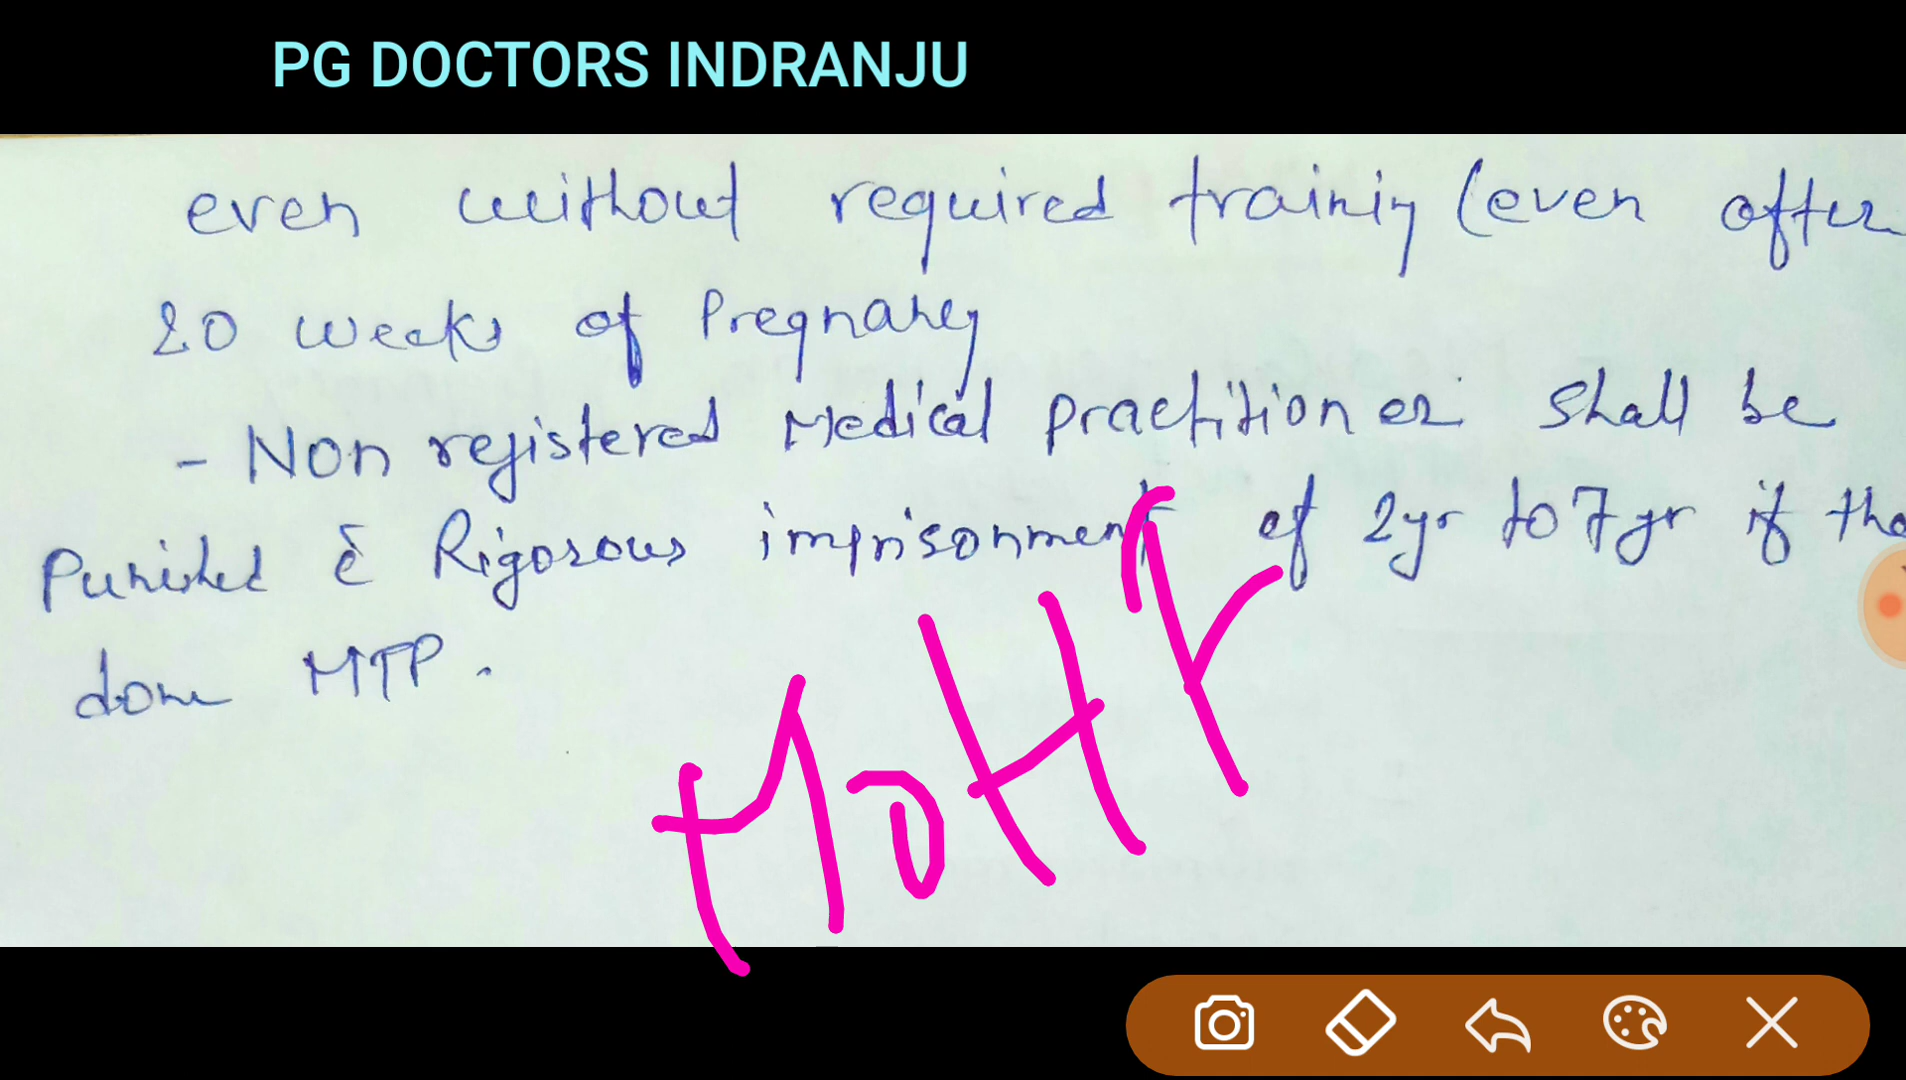 PG DOCTORS INDRANJU
even without required training (even after
20 weeks of Pregnancy
- Non registered Medical practitioner shall be
Punished c̄ Rigorous imprisonment of 2yr to 7yr if the
done MTP.